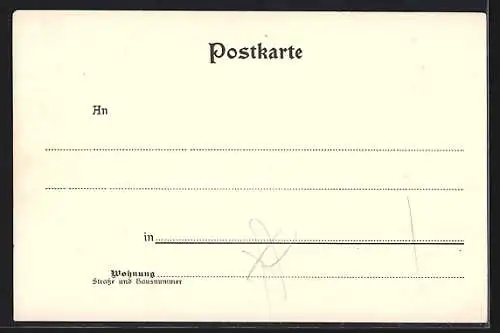 Postkarte
An
in
Wohnung
Straße und Hausnummer